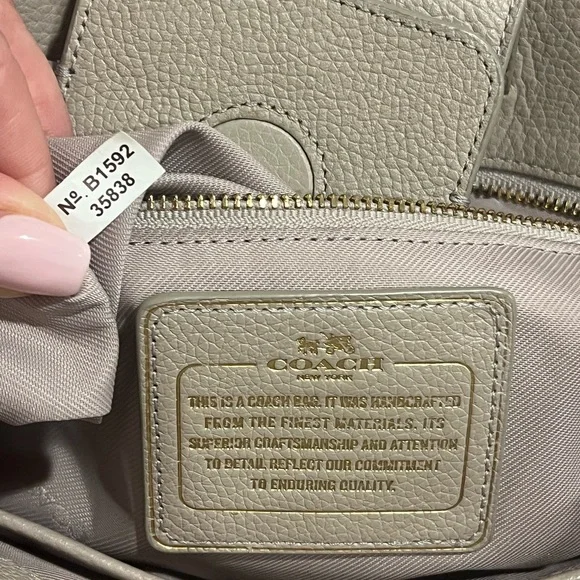 Nº B1592
35838
COACH
NEW YORK
THIS IS A COACH BAG. IT WAS HANDCRAFTED
FROM THE FINEST MATERIALS. ITS
SUPERIOR CRAFTSMANSHIP AND ATTENTION
TO DETAIL REFLECT OUR COMMITMENT
TO ENDURING QUALITY.